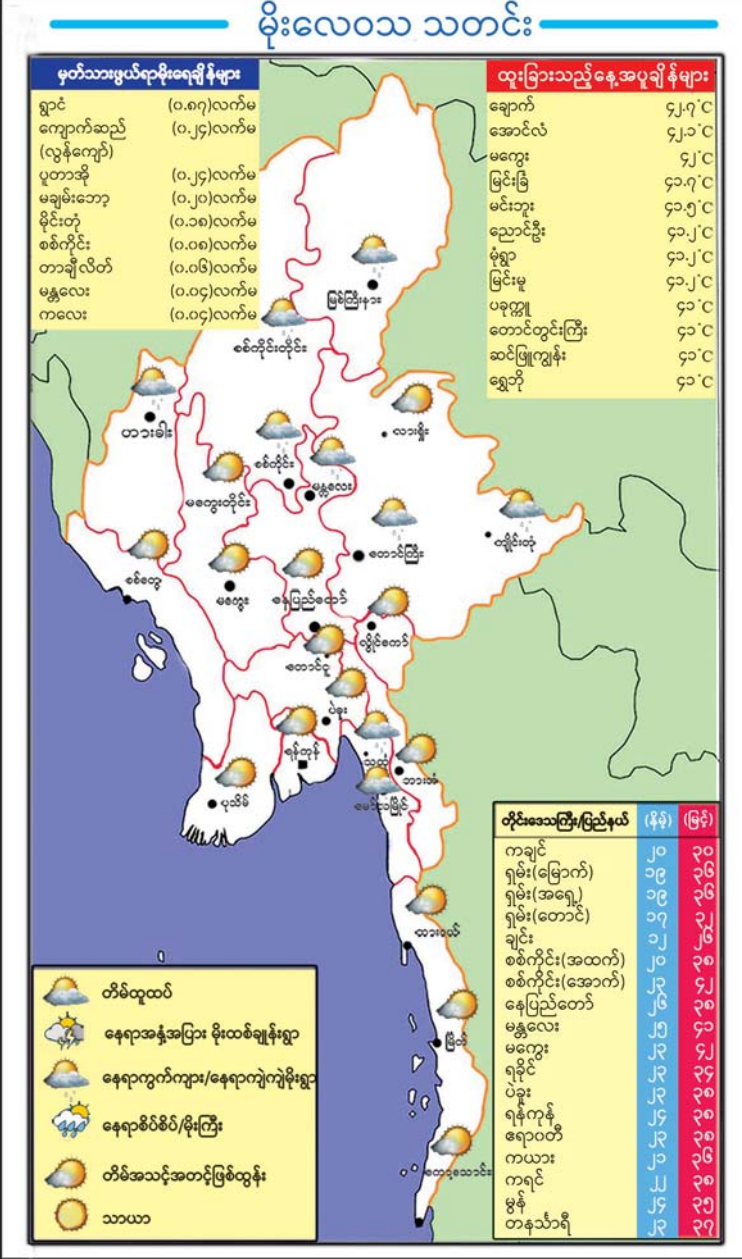 မိုးလေဝသ သတင်း
မှတ်သားဖွယ်ရာမိုးရေချိန်များ
ရွာငံ (၀.၈၇)လက်မ
ကျောက်ဆည် (၀.၂၄)လက်မ
(လွန်ကျော်)
ပူတာအို (၀.၂၄)လက်မ
မချမ်းဘော့ (၀.၂၀)လက်မ
မိုင်းတုံ (၀.၁၈)လက်မ
စစ်ကိုင်း (၀.၀၈)လက်မ
တာချီလိတ် (၀.၀၆)လက်မ
မန္တလေး (၀.၀၄)လက်မ
ကလေး (၀.၀၄)လက်မ
ထူးခြားသည့်နေ့အပူချိန်များ
ချောက် ၄၂.၇°C
အောင်လံ ၄၂.၁°C
မကွေး ၄၂°C
မြင်းခြံ ၄၁.၇°C
မင်းဘူး ၄၁.၅°C
ညောင်ဦး ၄၁.၂°C
မုံရွာ ၄၁.၂°C
မြင်းမူ ၄၁.၂°C
ပခုက္ကူ ၄၁°C
တောင်တွင်းကြီး ၄၁°C
ဆင်ဖြူကျွန်း ၄၁°C
ရွှေဘို ၄၁°C
မြစ်ကြီးနား
စစ်ကိုင်းတိုင်း
ဟားခါး
လားရှိုး
စစ်ကိုင်း
မန္တလေး
မကွေးတိုင်း
ကျိုင်းတုံ
တောင်ကြီး
စစ်တွေ
မကွေး
နေပြည်တော်
လွိုင်ကော်
တောင်ငူ
ပဲခူး
ရန်ကုန်
သထုံ
ဘားအံ
မော်လမြိုင်
ပုသိမ်
ထားဝယ်
မြိတ်
ကော့သောင်း
တိမ်ထူထပ်
နေရာအနှံ့အပြား မိုးထစ်ချုန်းရွာ
နေရာကွက်ကျား/နေရာကျဲကျဲမိုးရွာ
နေရာစိပ်စိပ်/မိုးကြီး
တိမ်အသင့်အတင့်ဖြစ်ထွန်း
သာယာ
တိုင်းဒေသကြီး/ပြည်နယ် (နိမ့်) (မြင့်)
ကချင် ၂၀ ၃၀
ရှမ်း(မြောက်) ၁၉ ၃၆
ရှမ်း(အရှေ့) ၁၉ ၃၆
ရှမ်း(တောင်) ၁၇ ၃၂
ချင်း ၁၂ ၂၆
စစ်ကိုင်း(အထက်) ၂၀ ၃၈
စစ်ကိုင်း(အောက်) ၂၃ ၄၂
နေပြည်တော် ၂၆ ၃၈
မန္တလေး ၂၅ ၄၁
မကွေး ၂၃ ၄၂
ရခိုင် ၂၃ ၃၄
ပဲခူး ၂၃ ၃၈
ရန်ကုန် ၂၄ ၃၈
ဧရာဝတီ ၂၃ ၃၈
ကယား ၂၁ ၃၆
ကရင် ၂၂ ၃၈
မွန် ၂၄ ၃၅
တနင်္သာရီ ၂၃ ၃၇